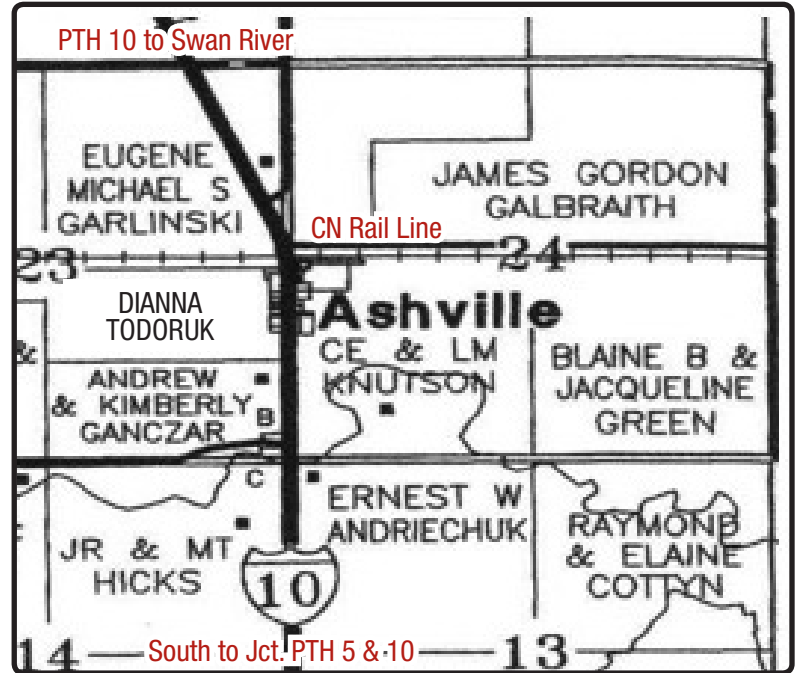 PTH 10 to Swan River
EUGENE
MICHAEL S
GARLINSKI
JAMES GORDON
GALBRAITH
CN Rail Line
23
24
DIANNA
TODORUK
Ashville
&
CE & LM
KNUTSON
BLAINE B &
JACQUELINE
GREEN
ANDREW
& KIMBERLY
GANCZAR
B
C
ERNEST W
ANDRIECHUK
RAYMOND
& ELAINE
COTTYN
JR & MT
HICKS
10
14
South to Jct. PTH 5 & 10
13